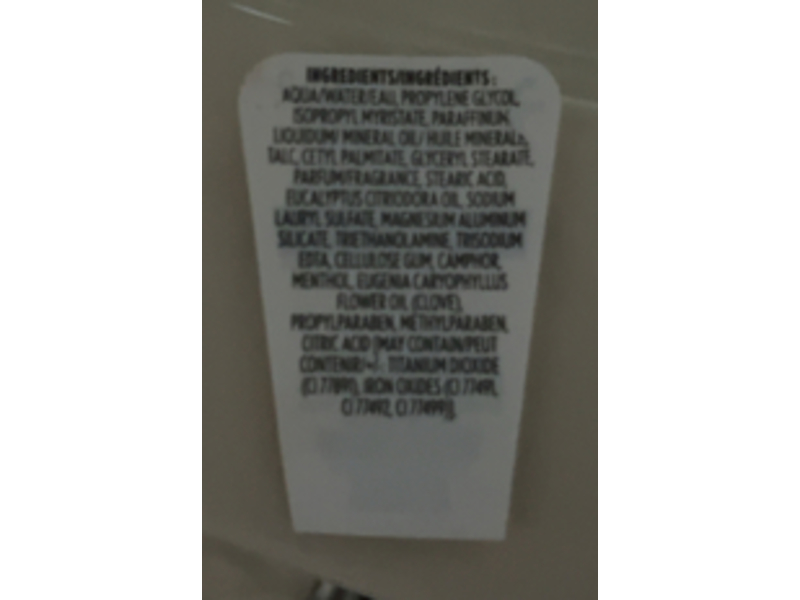 INGREDIENTS/INGRÉDIENTS :
AQUA/WATER/EAU, PROPYLENE GLYCOL,
ISOPROPYL MYRISTATE, PARAFFINUM
LIQUIDUM/ MINERAL OIL/ HUILE MINERALE,
TALC, CETYL PALMITATE, GLYCERYL STEARATE,
PARFUM/FRAGRANCE, STEARIC ACID,
EUCALYPTUS CITRIODORA OIL, SODIUM
LAURYL SULFATE, MAGNESIUM ALUMINUM
SILICATE, TRIETHANOLAMINE, TRISODIUM
EDTA, CELLULOSE GUM, CAMPHOR,
MENTHOL, EUGENIA CARYOPHYLLUS
FLOWER OIL (CLOVE),
PROPYLPARABEN, METHYLPARABEN,
CITRIC ACID [MAY CONTAIN/PEUT
CONTENIR/+/- : TITANIUM DIOXIDE
(CI 77891), IRON OXIDES (CI 77491,
CI 77492, CI 77499)].